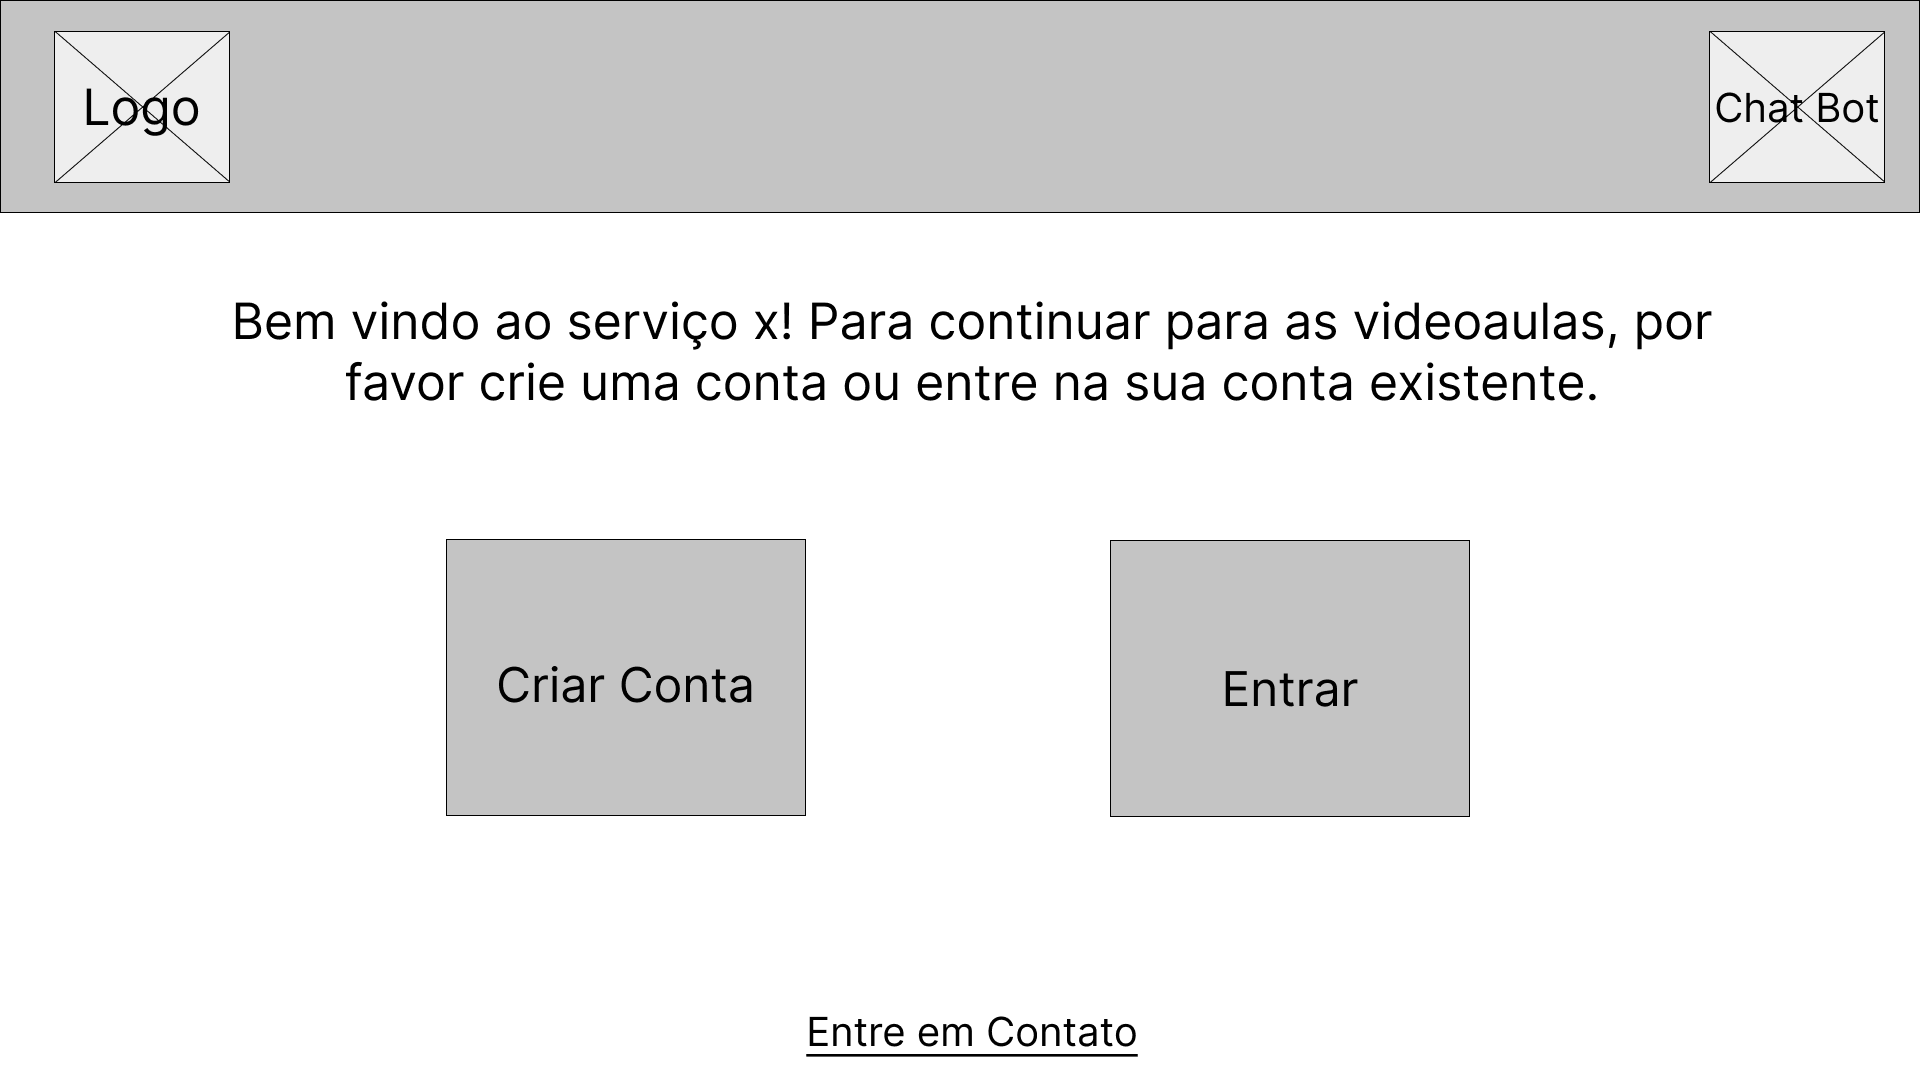 Logo
Chat Bot
Bem vindo ao serviço x! Para continuar para as videoaulas, por
favor crie uma conta ou entre na sua conta existente.
Criar Conta
Entrar
Entre em Contato